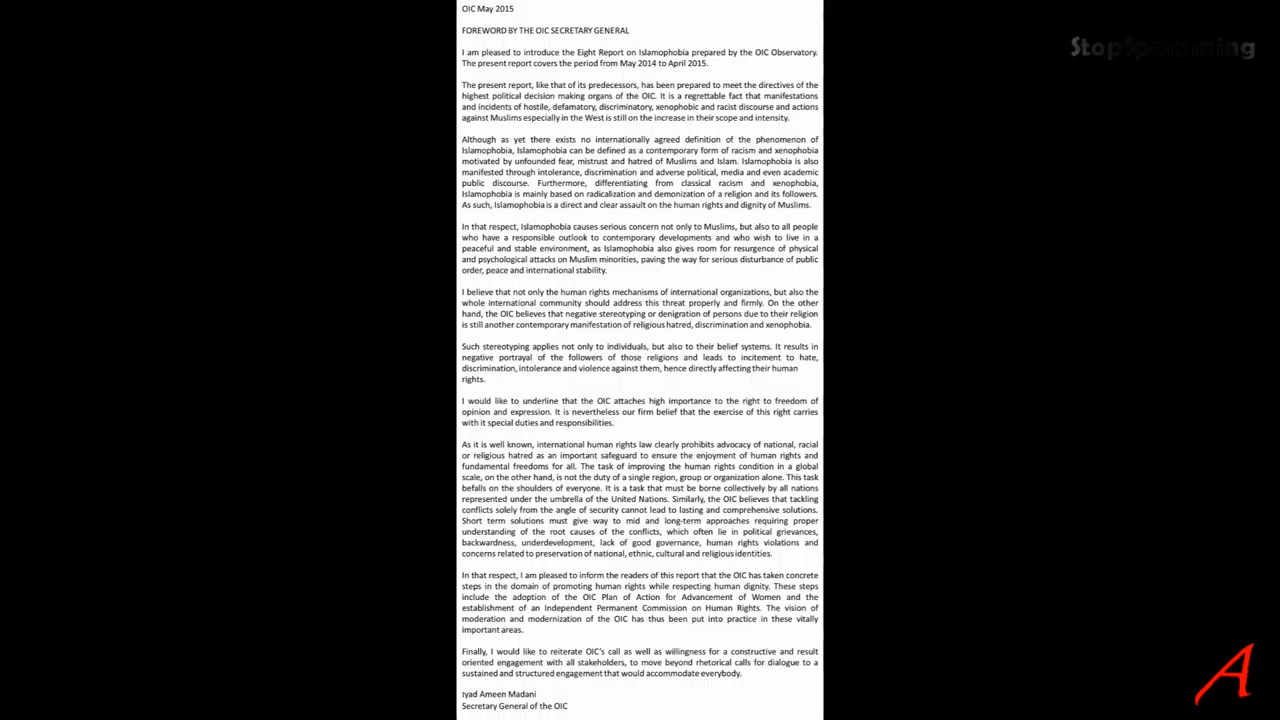 OIC May 2015
StopSpamming
FOREWORD BY THE OIC SECRETARY GENERAL
I am pleased to introduce the Eight Report on Islamophobia prepared by the OIC Observatory.
The present report covers the period from May 2014 to April 2015.
The present report, like that of its predecessors, has been prepared to meet the directives of the
highest political decision making organs of the OIC. It is a regrettable fact that manifestations
and incidents of hostile, defamatory, discriminatory, xenophobic and racist discourse and actions
against Muslims especially in the West is still on the increase in their scope and intensity.
Although as yet there exists no internationally agreed definition of the phenomenon of
Islamophobia, Islamophobia can be defined as a contemporary form of racism and xenophobia
motivated by unfounded fear, mistrust and hatred of Muslims and Islam. Islamophobia is also
manifested through intolerance, discrimination and adverse political, media and even academic
public discourse. Furthermore, differentiating from classical racism and xenophobia,
Islamophobia is mainly based on radicalization and demonization of a religion and its followers.
As such, Islamophobia is a direct and clear assault on the human rights and dignity of Muslims.
In that respect, Islamophobia causes serious concern not only to Muslims, but also to all people
who have a responsible outlook to contemporary developments and who wish to live in a
peaceful and stable environment, as Islamophobia also gives room for resurgence of physical
and psychological attacks on Muslim minorities, paving the way for serious disturbance of public
order, peace and international stability.
I believe that not only the human rights mechanisms of international organizations, but also the
whole international community should address this threat properly and firmly. On the other
hand, the OIC believes that negative stereotyping or denigration of persons due to their religion
is still another contemporary manifestation of religious hatred, discrimination and xenophobia.
Such stereotyping applies not only to individuals, but also to their belief systems. It results in
negative portrayal of the followers of those religions and leads to incitement to hate,
discrimination, intolerance and violence against them, hence directly affecting their human
rights.
I would like to underline that the OIC attaches high importance to the right to freedom of
opinion and expression. It is nevertheless our firm belief that the exercise of this right carries
with it special duties and responsibilities.
As it is well known, international human rights law clearly prohibits advocacy of national, racial
or religious hatred as an important safeguard to ensure the enjoyment of human rights and
fundamental freedoms for all. The task of improving the human rights condition in a global
scale, on the other hand, is not the duty of a single region, group or organization alone. This task
befalls on the shoulders of everyone. It is a task that must be borne collectively by all nations
represented under the umbrella of the United Nations. Similarly, the OIC believes that tackling
conflicts solely from the angle of security cannot lead to lasting and comprehensive solutions.
Short term solutions must give way to mid and long-term approaches requiring proper
understanding of the root causes of the conflicts, which often lie in political grievances,
backwardness, underdevelopment, lack of good governance, human rights violations and
concerns related to preservation of national, ethnic, cultural and religious identities.
In that respect, I am pleased to inform the readers of this report that the OIC has taken concrete
steps in the domain of promoting human rights while respecting human dignity. These steps
include the adoption of the OIC Plan of Action for Advancement of Women and the
establishment of an Independent Permanent Commission on Human Rights. The vision of
moderation and modernization of the OIC has thus been put into practice in these vitally
important areas.
Finally, I would like to reiterate OIC's call as well as willingness for a constructive and result
oriented engagement with all stakeholders, to move beyond rhetorical calls for dialogue to a
sustained and structured engagement that would accommodate everybody.
Iyad Ameen Madani
Secretary General of the OIC
A